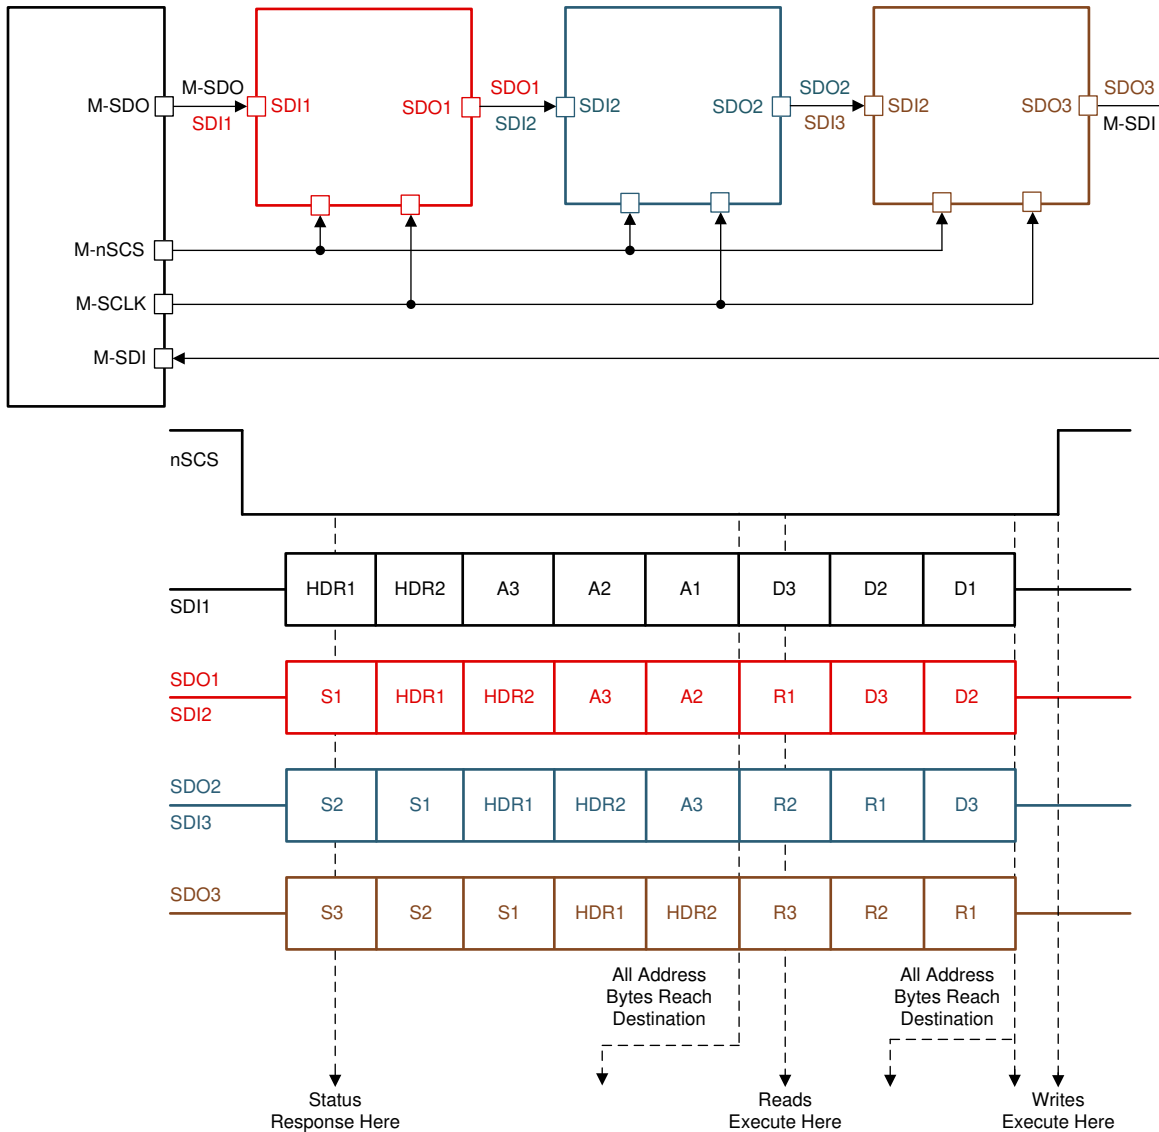 M-SDO
M-SDO
SDI1
SDI1
SDO1
SDO1
SDI2
SDI2
SDO2
SDO2
SDI3
SDI2
SDO3
SDO3
M-SDI
M-nSCS
M-SCLK
M-SDI
nSCS
SDI1
HDR1 HDR2 A3 A2 A1 D3 D2 D1
SDO1
SDI2
S1 HDR1 HDR2 A3 A2 R1 D3 D2
SDO2
SDI3
S2 S1 HDR1 HDR2 A3 R2 R1 D3
SDO3
S3 S2 S1 HDR1 HDR2 R3 R2 R1
All Address
Bytes Reach
Destination
All Address
Bytes Reach
Destination
Status
Response Here
Reads
Execute Here
Writes
Execute Here